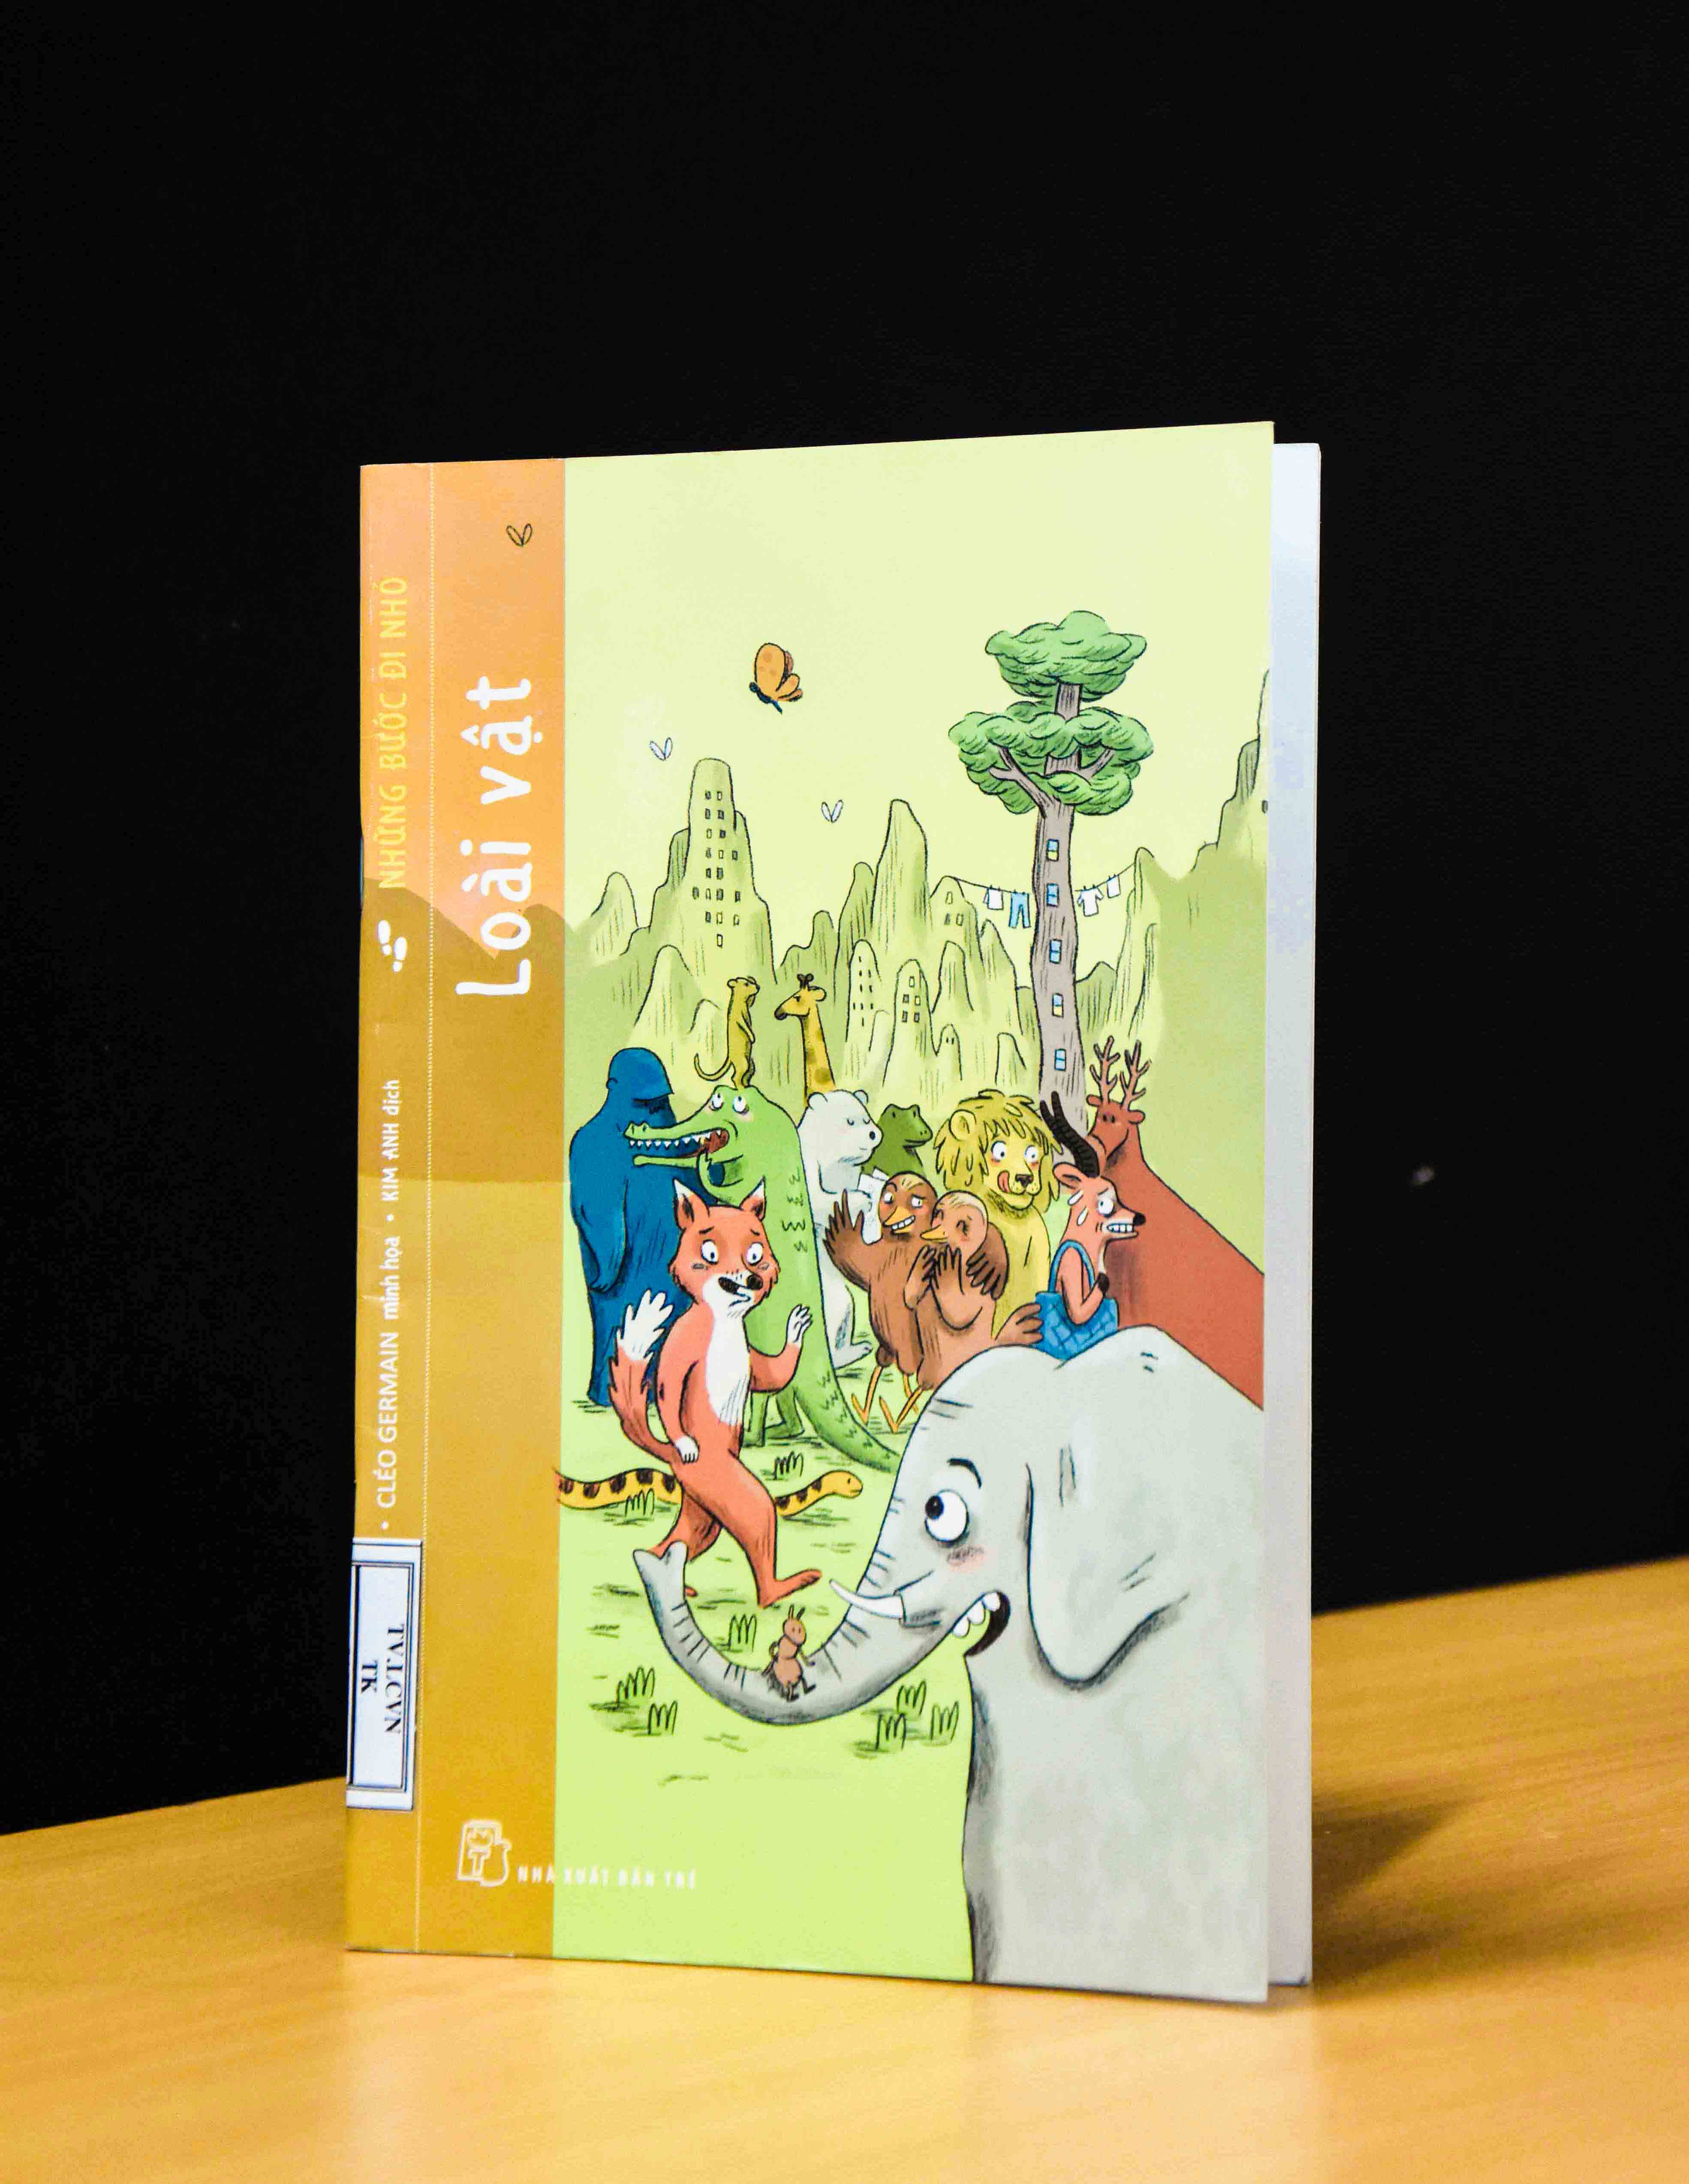 NHỮNG BƯỚC ĐI NHỎ
Loài vật
• CLÉO GERMAIN minh họa • KIM ANH dịch
TV.LCVN
TK
NHÀ XUẤT BẢN TRẺ